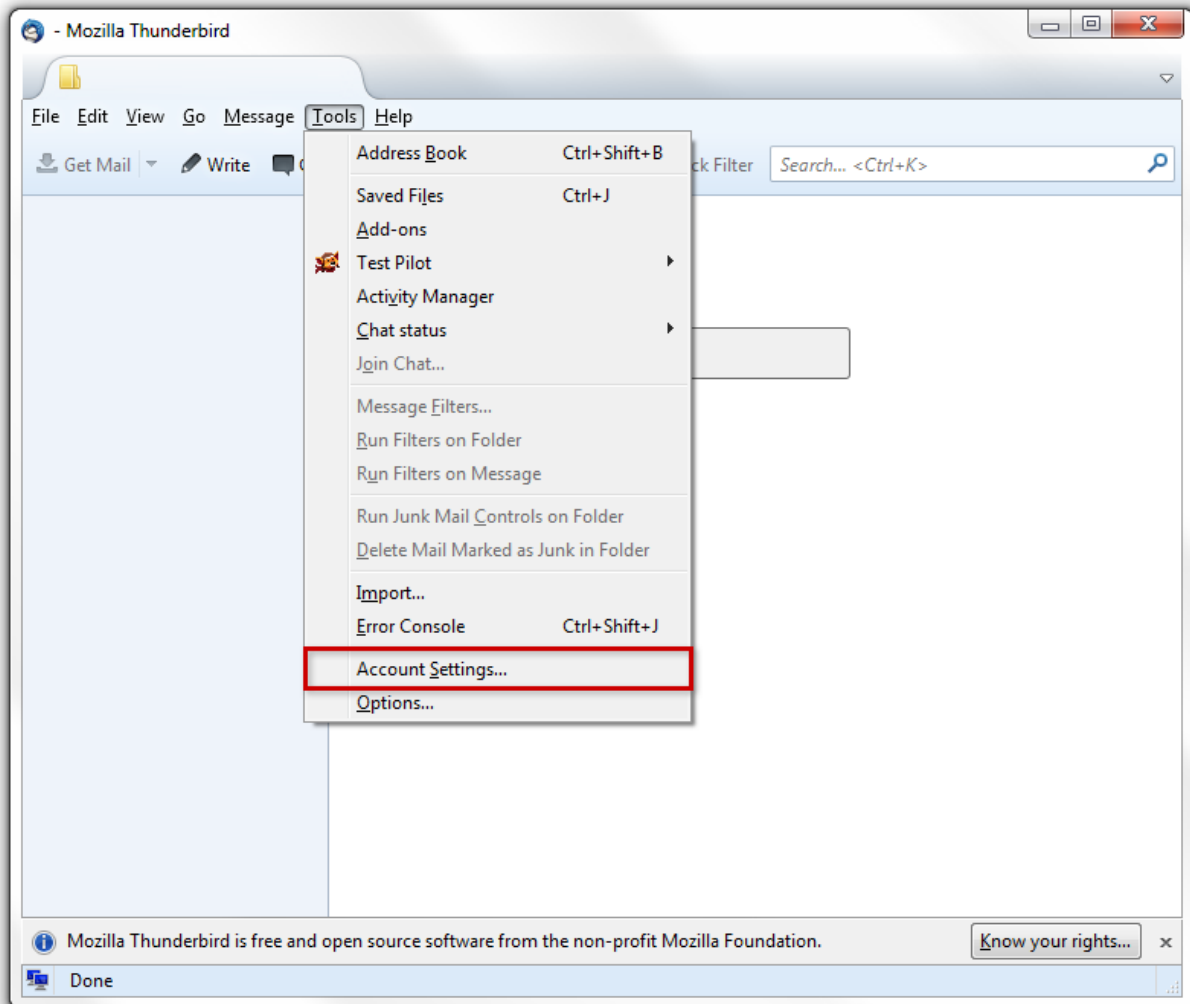 - Mozilla Thunderbird
File Edit View Go Message Tools Help
Get Mail Write
Search... <Ctrl+K>
Address Book Ctrl+Shift+B
Saved Files Ctrl+J
Add-ons
Test Pilot
Activity Manager
Chat status
Join Chat...
Message Filters...
Run Filters on Folder
Run Filters on Message
Run Junk Mail Controls on Folder
Delete Mail Marked as Junk in Folder
Import...
Error Console Ctrl+Shift+J
Account Settings...
Options...
Mozilla Thunderbird is free and open source software from the non-profit Mozilla Foundation. Know your rights...
Done